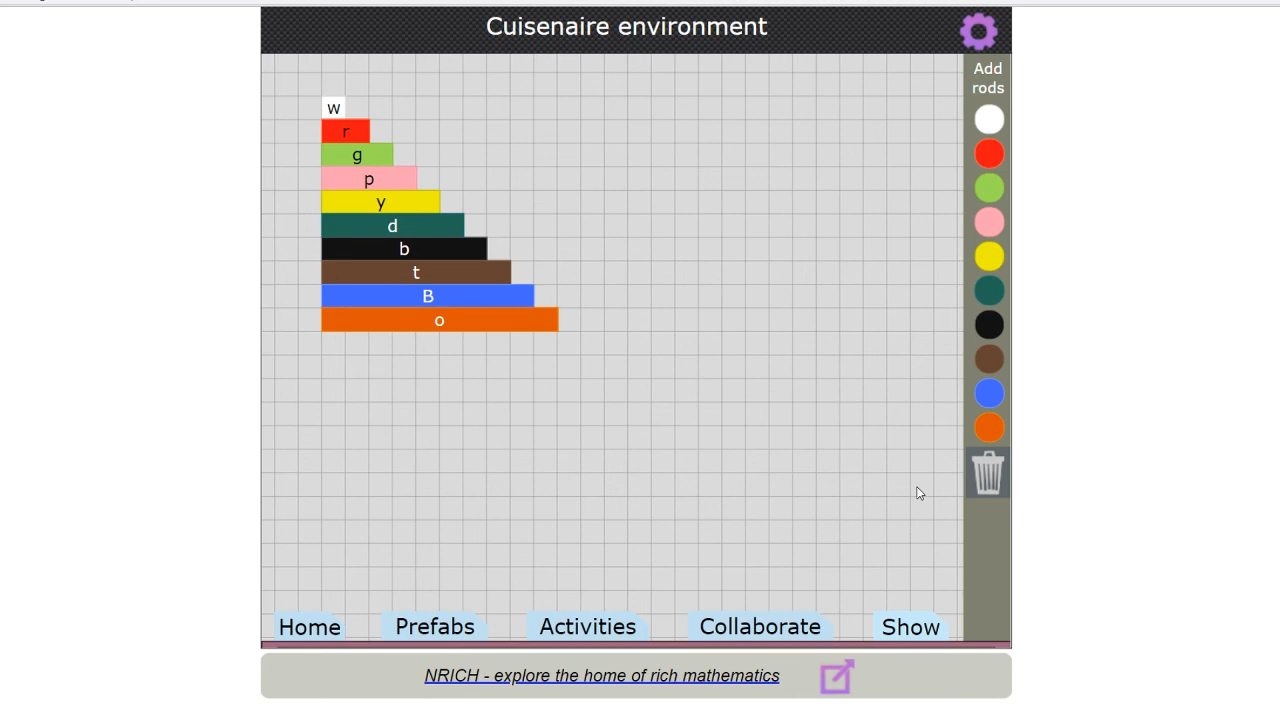 Cuisenaire environment
Add
rods
w
r
g
p
y
d
b
t
B
o
Home
Prefabs
Activities
Collaborate
Show
NRICH - explore the home of rich mathematics